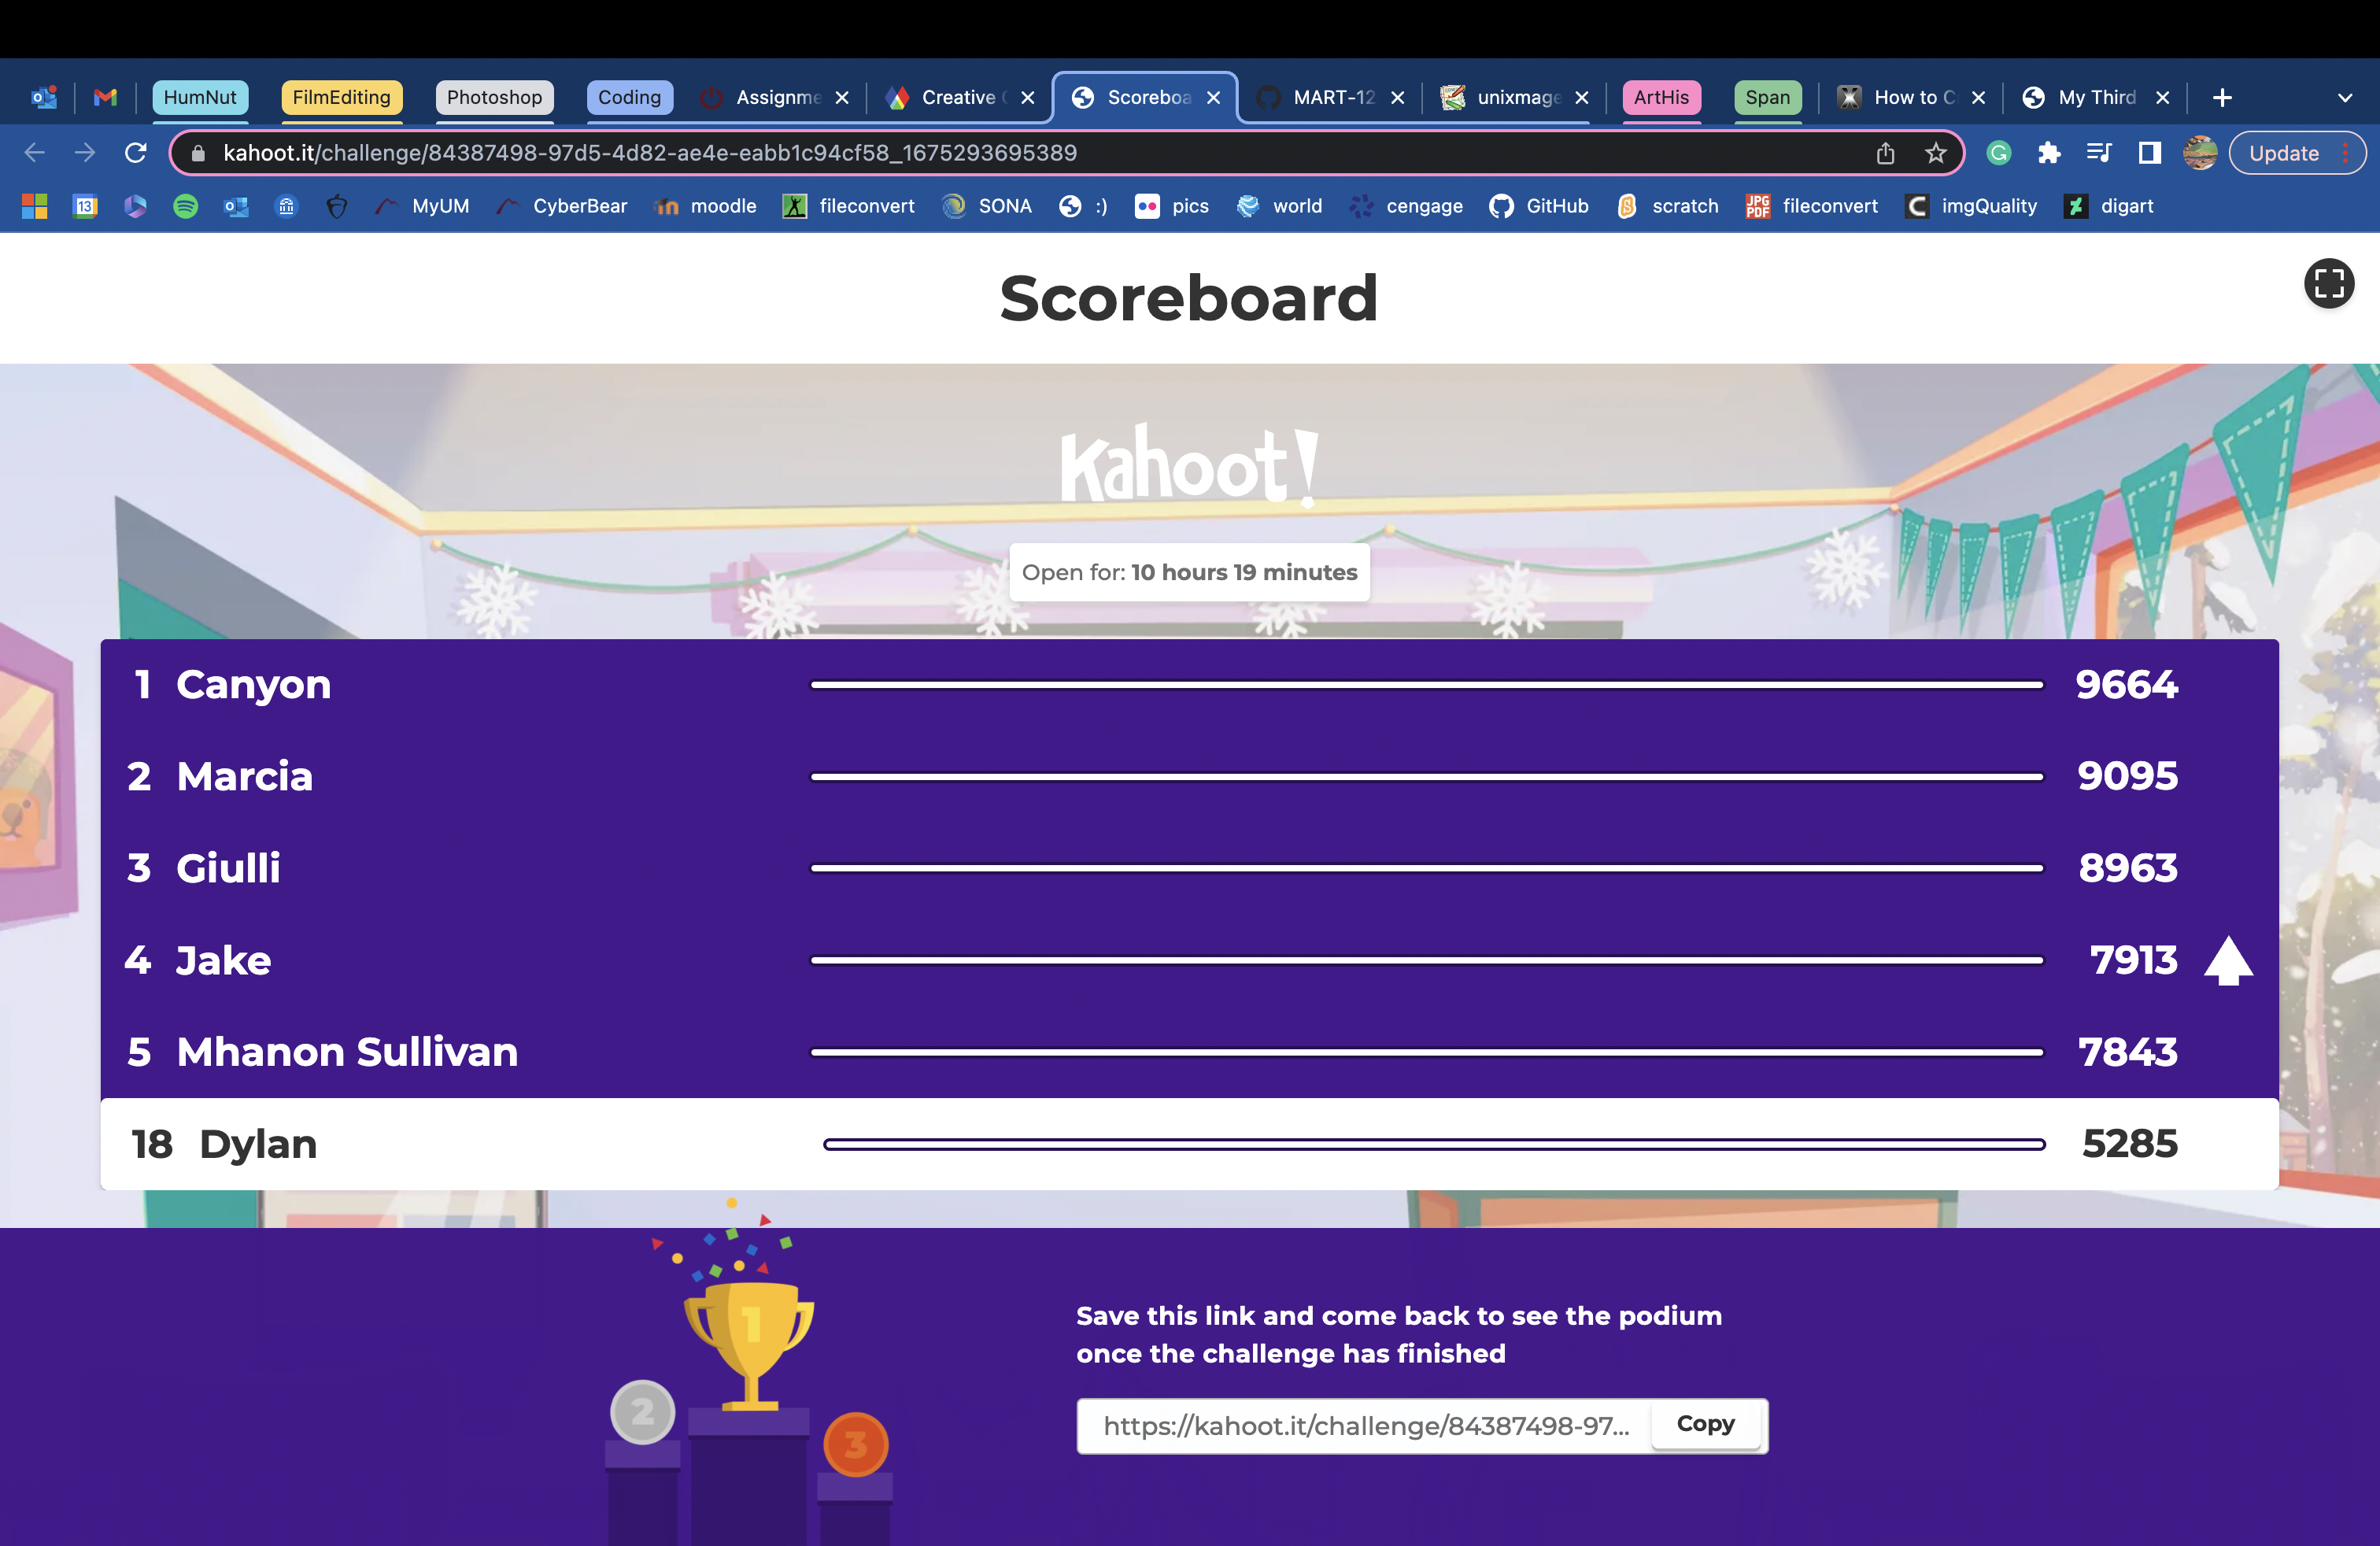 HumNut FilmEditing Photoshop Coding Assignme Creative Scoreboa MART-12 unixmage ArtHis Span How to C My Third
kahoot.it/challenge/84387498-97d5-4d82-ae4e-eabb1c94cf58_1675293695389 Update
13 MyUM CyberBear moodle fileconvert SONA :) pics world cengage GitHub scratch JPG PDF fileconvert imgQuality digart
Scoreboard
Kahoot!
Open for: 10 hours 19 minutes
1 Canyon 9664
2 Marcia 9095
3 Giulli 8963
4 Jake 7913
5 Mhanon Sullivan 7843
18 Dylan 5285
1
2
3
Save this link and come back to see the podium
once the challenge has finished
https://kahoot.it/challenge/84387498-97... Copy